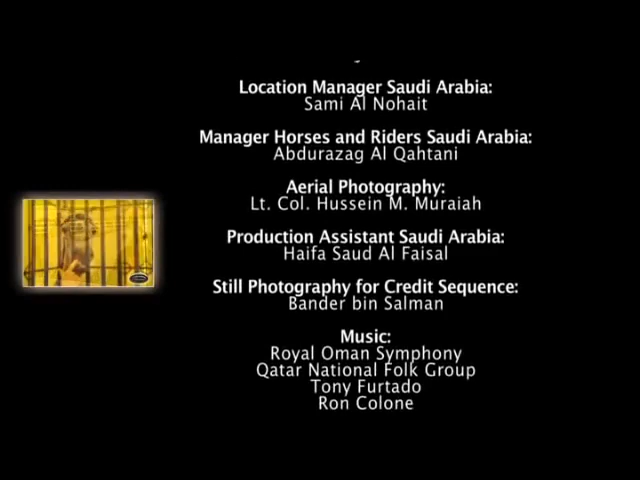 Location Manager Saudi Arabia:
Sami Al Nohait
Manager Horses and Riders Saudi Arabia:
Abdurazag Al Qahtani
Aerial Photography:
Lt. Col. Hussein M. Muraiah
Production Assistant Saudi Arabia:
Haifa Saud Al Faisal
Still Photography for Credit Sequence:
Bander bin Salman
Music:
Royal Oman Symphony
Qatar National Folk Group
Tony Furtado
Ron Colone